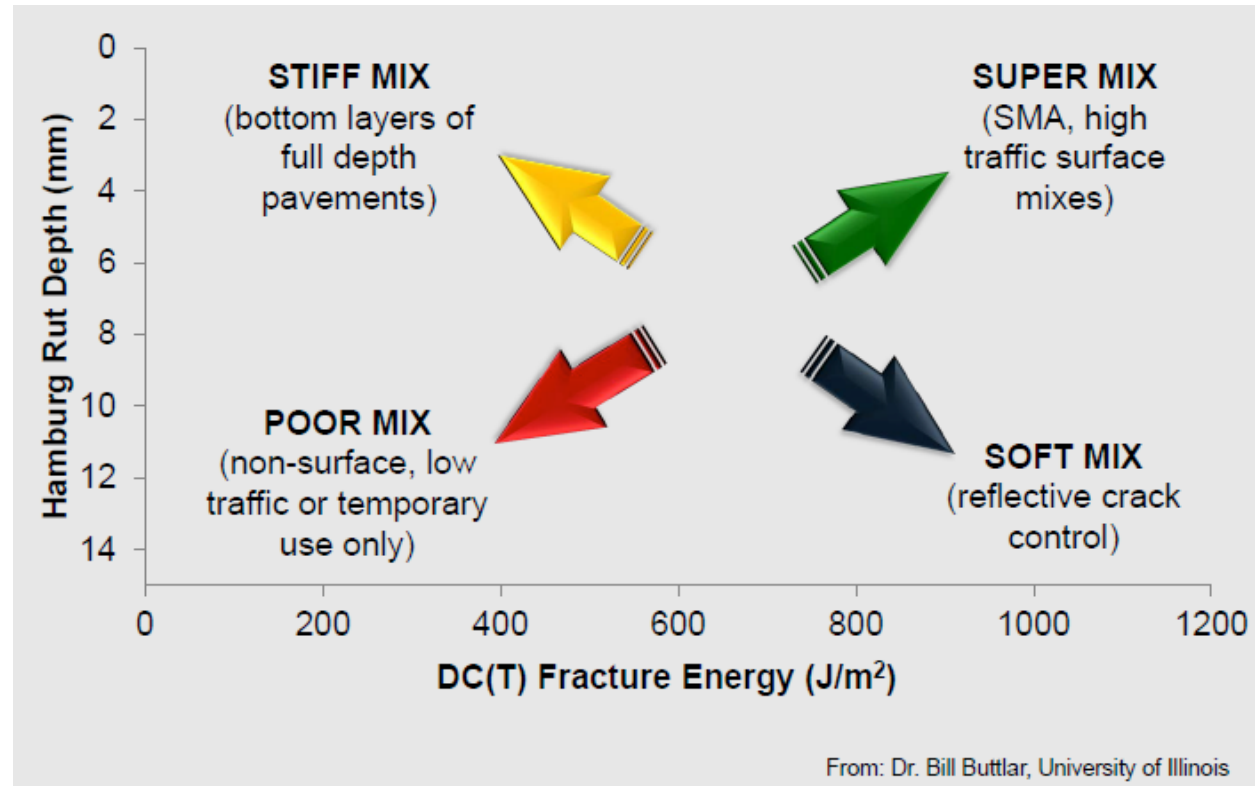 Hamburg Rut Depth (mm)
0
2
4
6
8
10
12
14
STIFF MIX
(bottom layers of
full depth
pavements)
SUPER MIX
(SMA, high
traffic surface
mixes)
POOR MIX
(non-surface, low
traffic or temporary
use only)
SOFT MIX
(reflective crack
control)
0 200 400 600 800 1000 1200
DC(T) Fracture Energy (J/m²)
From: Dr. Bill Buttlar, University of Illinois